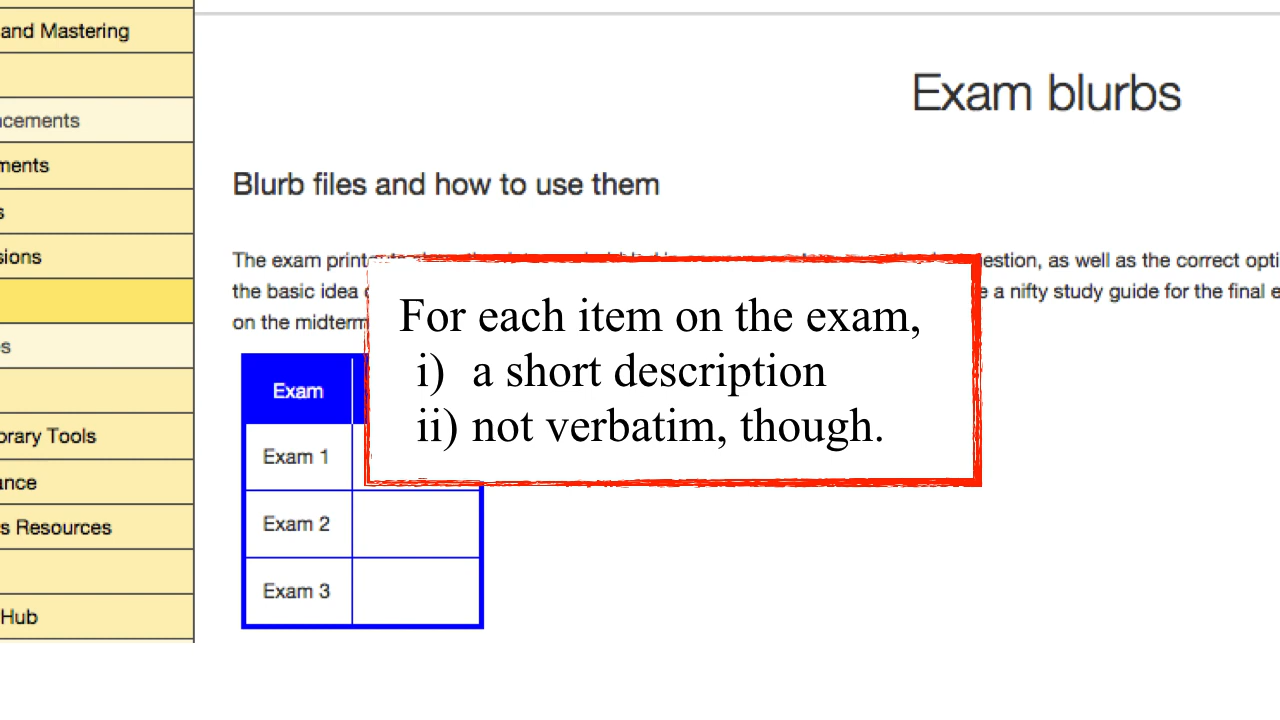 and Mastering
Exam blurbs
Blurb files and how to use them
The exam print estion, as well as the correct opti
the basic idea e a nifty study guide for the final e
on the midterm
For each item on the exam,
i) a short description
ii) not verbatim, though.
Exam
Exam 1
Exam 2
Exam 3
ncements
ments
s
sions
s
brary Tools
ance
s Resources
Hub